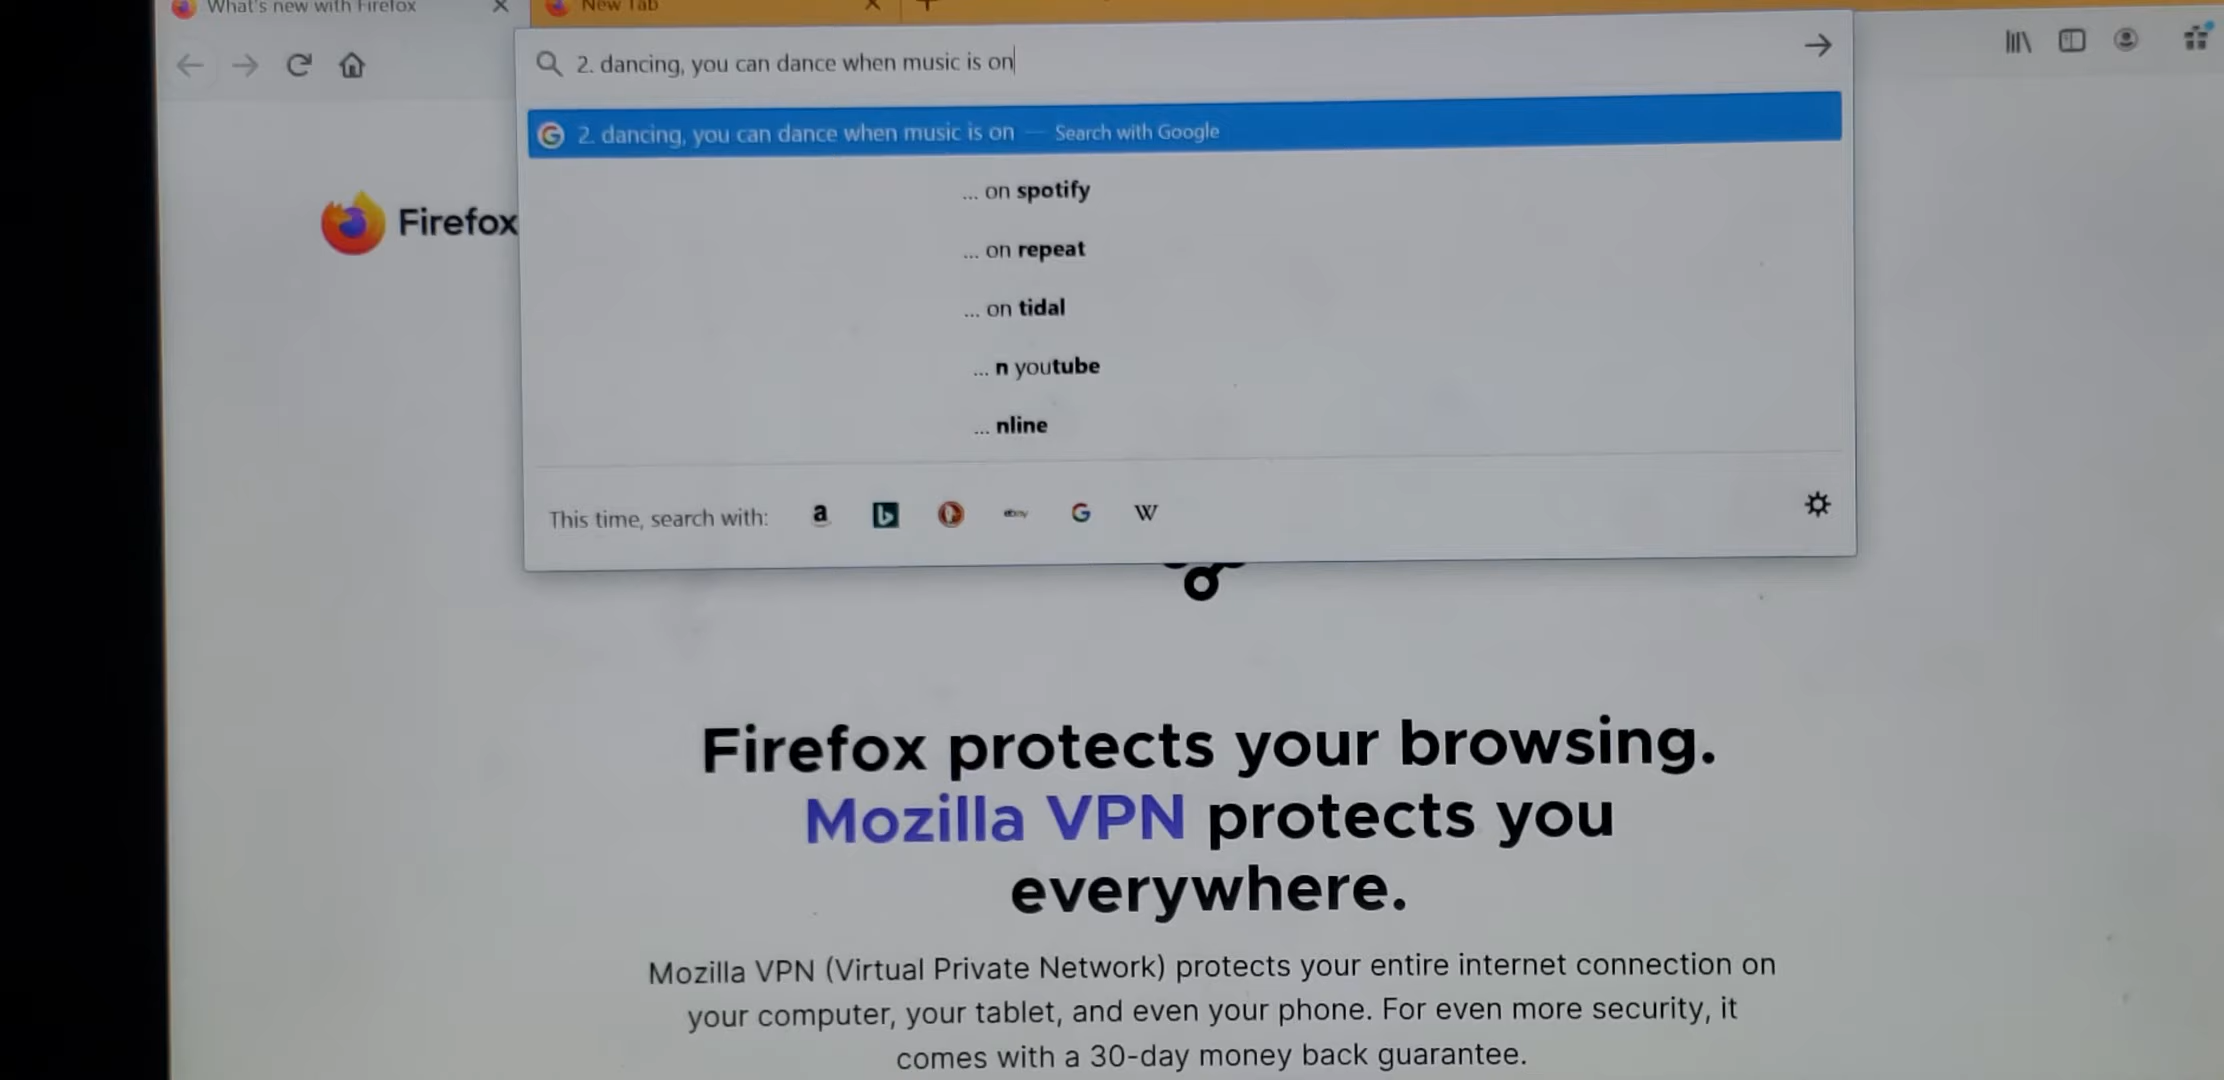 What's new with Firefox
New Tab
2. dancing, you can dance when music is on
2. dancing, you can dance when music is on — Search with Google
... on spotify
... on repeat
... on tidal
... n youtube
... nline
This time, search with: a b ebay G W
Firefox
Firefox protects your browsing.
Mozilla VPN protects you
everywhere.
Mozilla VPN (Virtual Private Network) protects your entire internet connection on
your computer, your tablet, and even your phone. For even more security, it
comes with a 30-day money back guarantee.